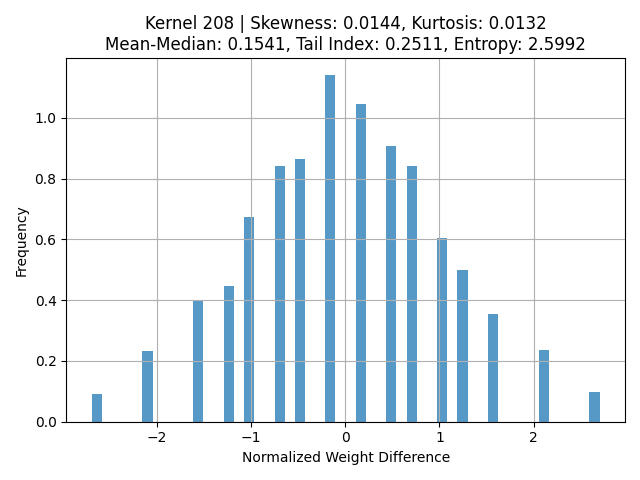 Kernel 208 | Skewness: 0.0144, Kurtosis: 0.0132
Mean-Median: 0.1541, Tail Index: 0.2511, Entropy: 2.5992
1.0
0.8
0.6
0.4
0.2
0.0
Frequency
−2
−1
0
1
2
Normalized Weight Difference